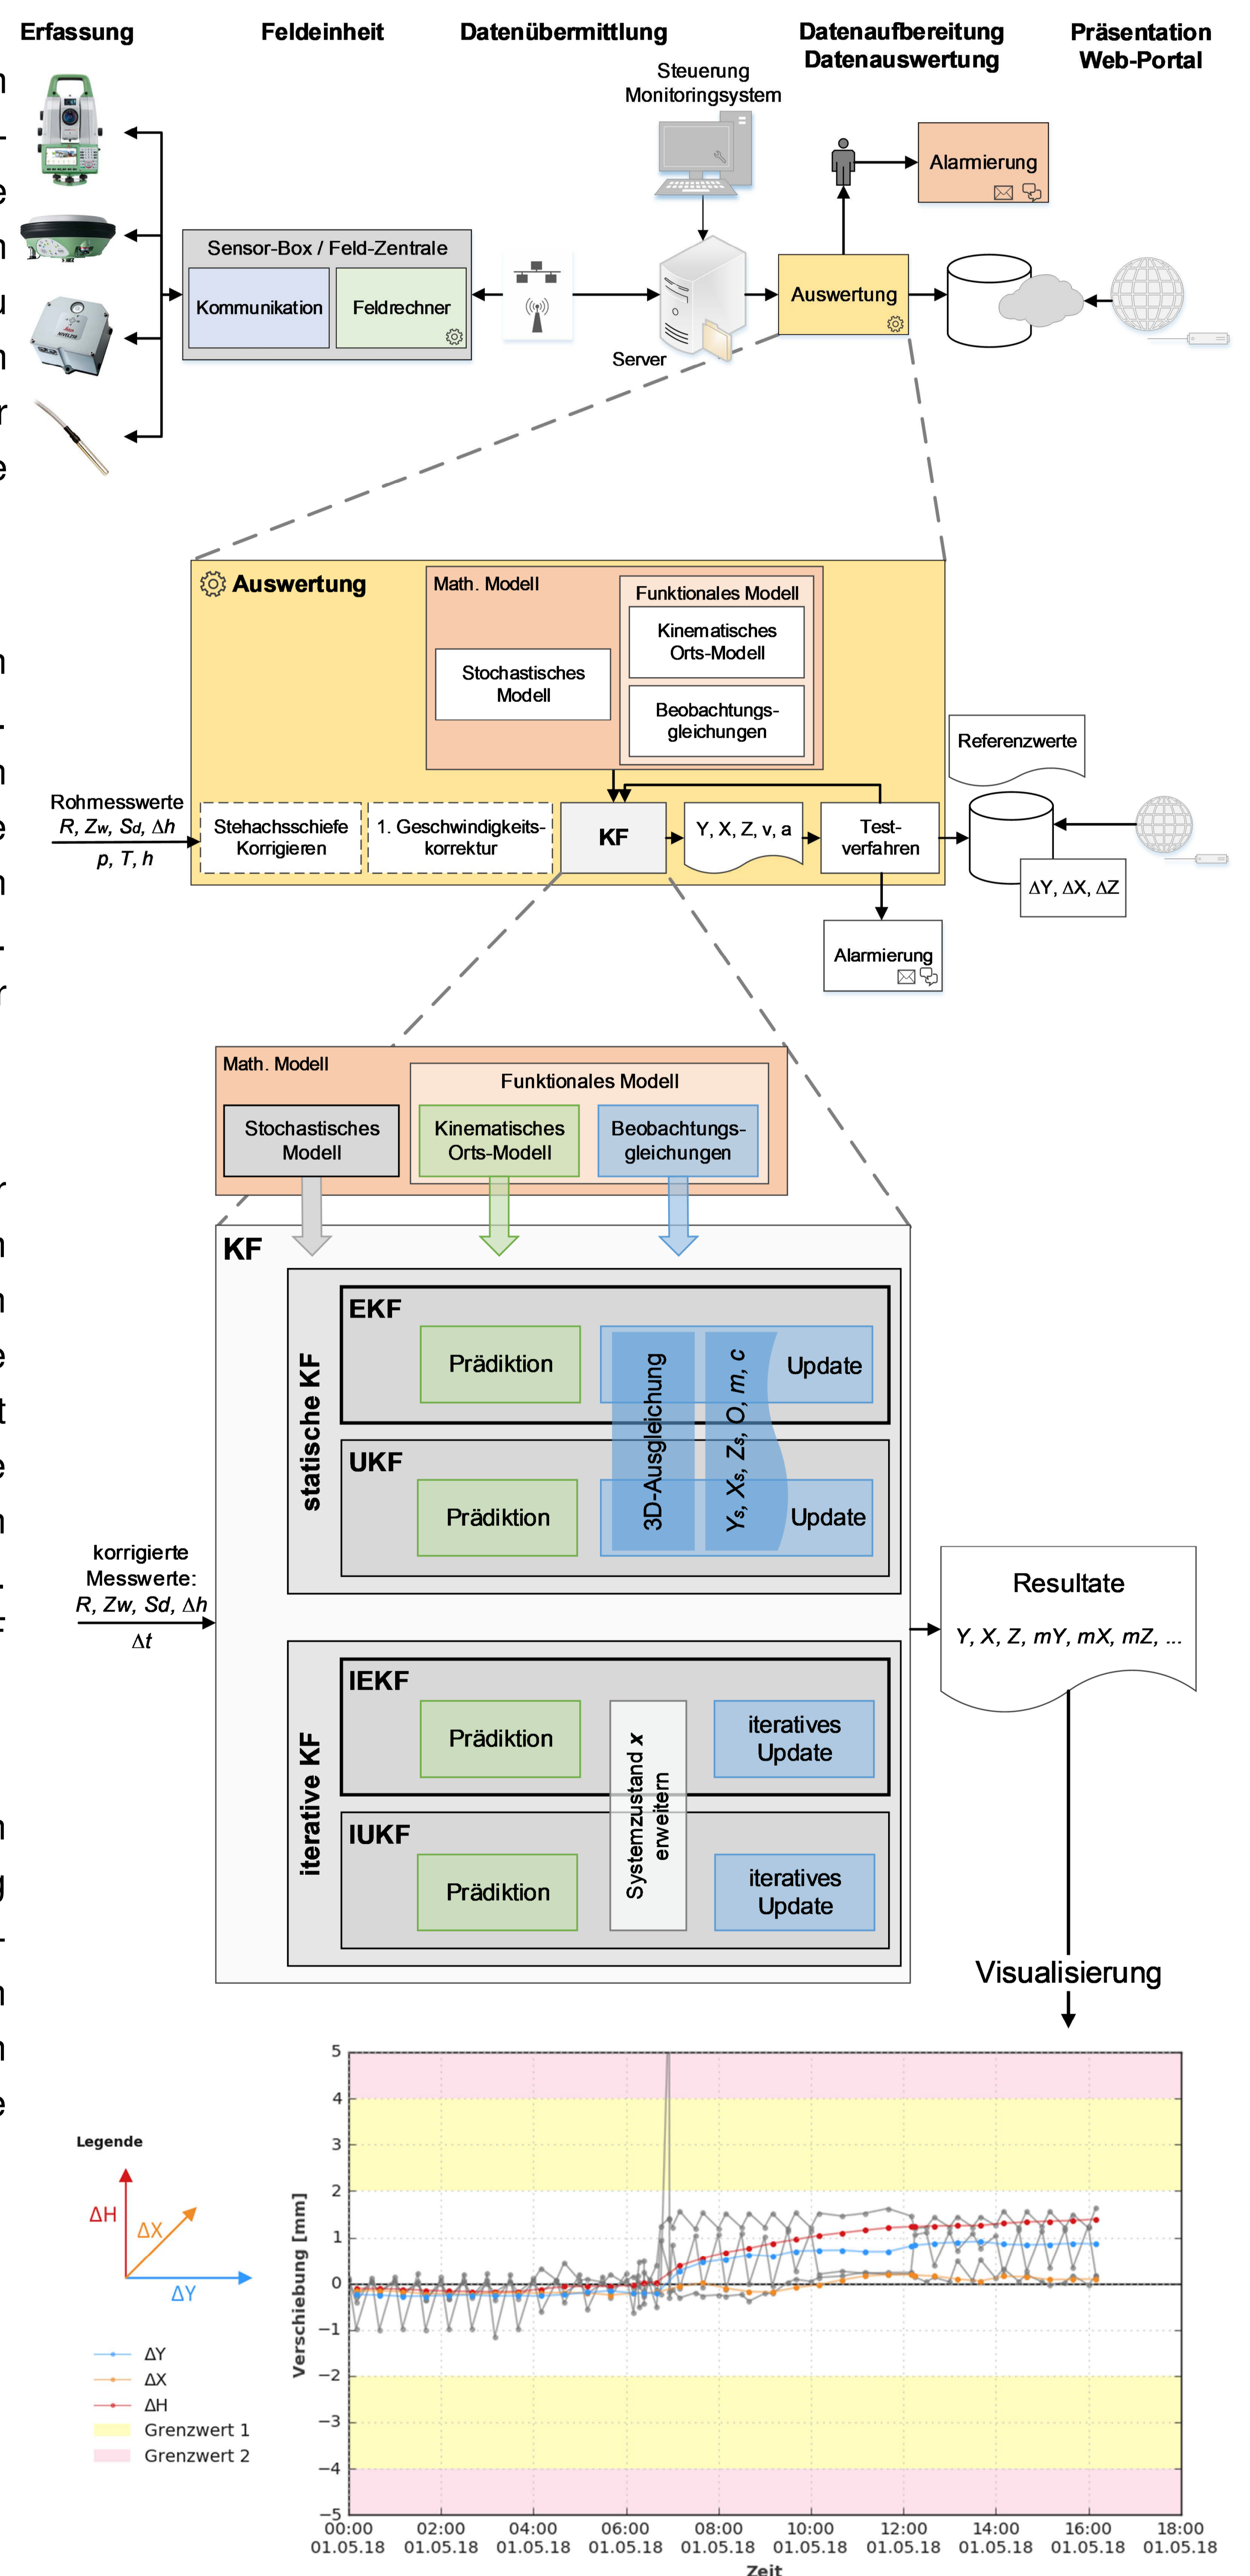 Erfassung
Feldeinheit
Datenübermittlung
Datenaufbereitung
Datenauswertung
Präsentation
Web-Portal
Steuerung
Monitoringsystem
Alarmierung
Sensor-Box / Feld-Zentrale
Kommunikation
Feldrechner
Server
Auswertung
Auswertung
Math. Modell
Funktionales Modell
Kinematisches
Orts-Modell
Stochastisches
Modell
Beobachtungs-
gleichungen
Referenzwerte
Rohmesswerte
R, Zw, Sd, Δh
p, T, h
Stehachsschiefe
Korrigieren
1. Geschwindigkeits-
korrektur
KF
Y, X, Z, v, a
Test-
verfahren
ΔY, ΔX, ΔZ
Alarmierung
Math. Modell
Funktionales Modell
Stochastisches
Modell
Kinematisches
Orts-Modell
Beobachtungs-
gleichungen
KF
statische KF
EKF
Prädiktion
Update
3D-Ausgleichung
Ys, Xs, Zs, O, m, c
UKF
Prädiktion
Update
korrigierte
Messwerte:
R, Zw, Sd, Δh
Δt
Resultate
Y, X, Z, mY, mX, mZ, ...
iterative KF
IEKF
Prädiktion
iteratives
Update
Systemzustand x
erweitern
IUKF
Prädiktion
iteratives
Update
Visualisierung
Legende
ΔH
ΔX
ΔY
ΔY
ΔX
ΔH
Grenzwert 1
Grenzwert 2
Verschiebung [mm]
5
4
3
2
1
0
−1
−2
−3
−4
−5
00:00 02:00 04:00 06:00 08:00 10:00 12:00 14:00 16:00 18:00
01.05.18 01.05.18 01.05.18 01.05.18 01.05.18 01.05.18 01.05.18 01.05.18 01.05.18 01.05.18
Zeit